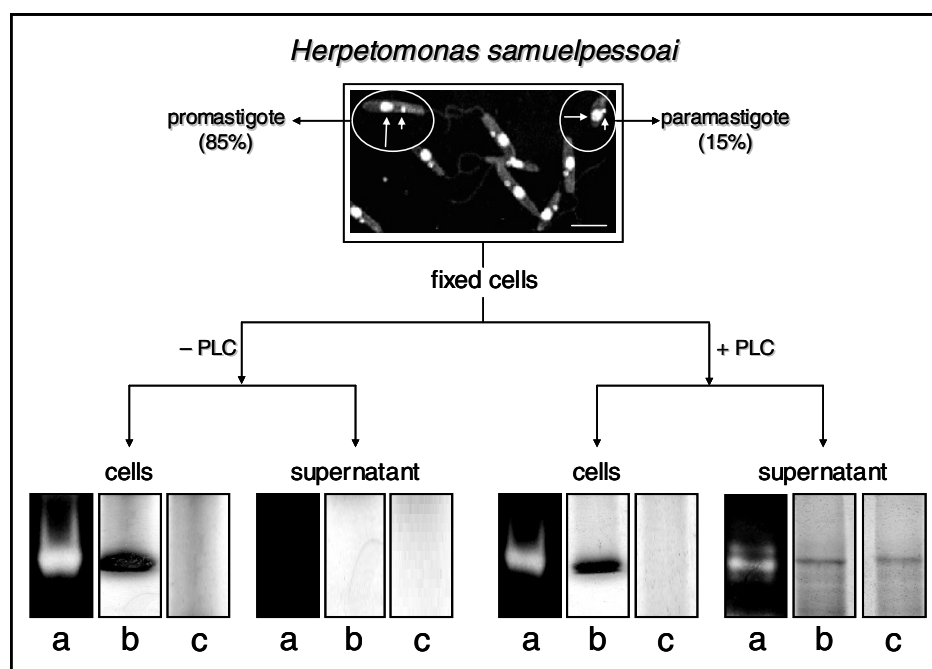 Herpetomonas samuelpessoai
promastigote
(85%)
paramastigote
(15%)
fixed cells
– PLC
+ PLC
cells
supernatant
cells
supernatant
a b c a b c a b c a b c